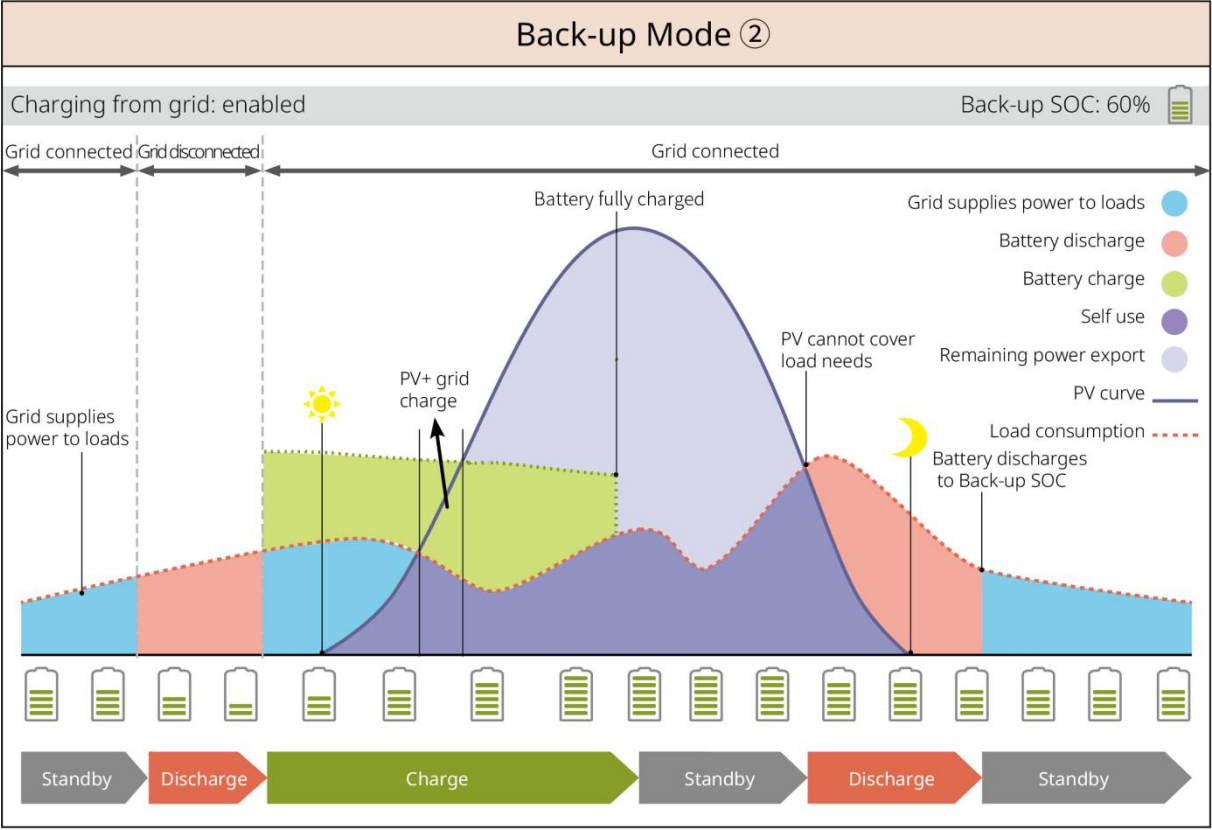 Back-up Mode ②
Charging from grid: enabled
Back-up SOC: 60%
Grid connected
Grid disconnected
Grid connected
Battery fully charged
Grid supplies power to loads
Battery discharge
Battery charge
Self use
Remaining power export
PV curve
Load consumption
PV cannot cover
load needs
PV+ grid
charge
Grid supplies
power to loads
Battery discharges
to Back-up SOC
Standby
Discharge
Charge
Standby
Discharge
Standby